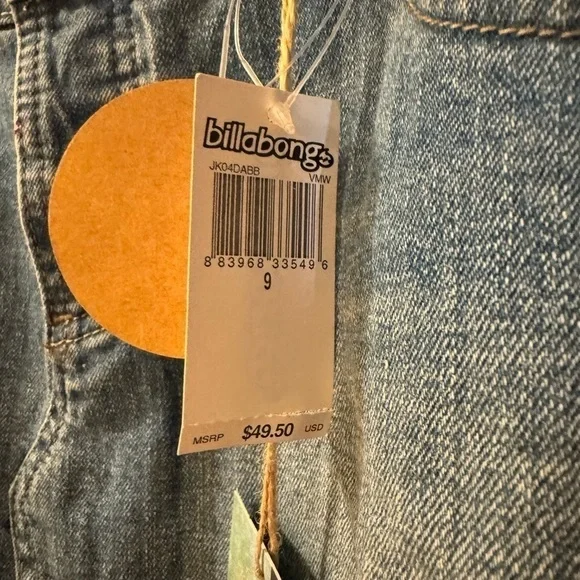 billabong
JK04DABB VMW
8 83968 33549 6
9
MSRP $49.50 USD